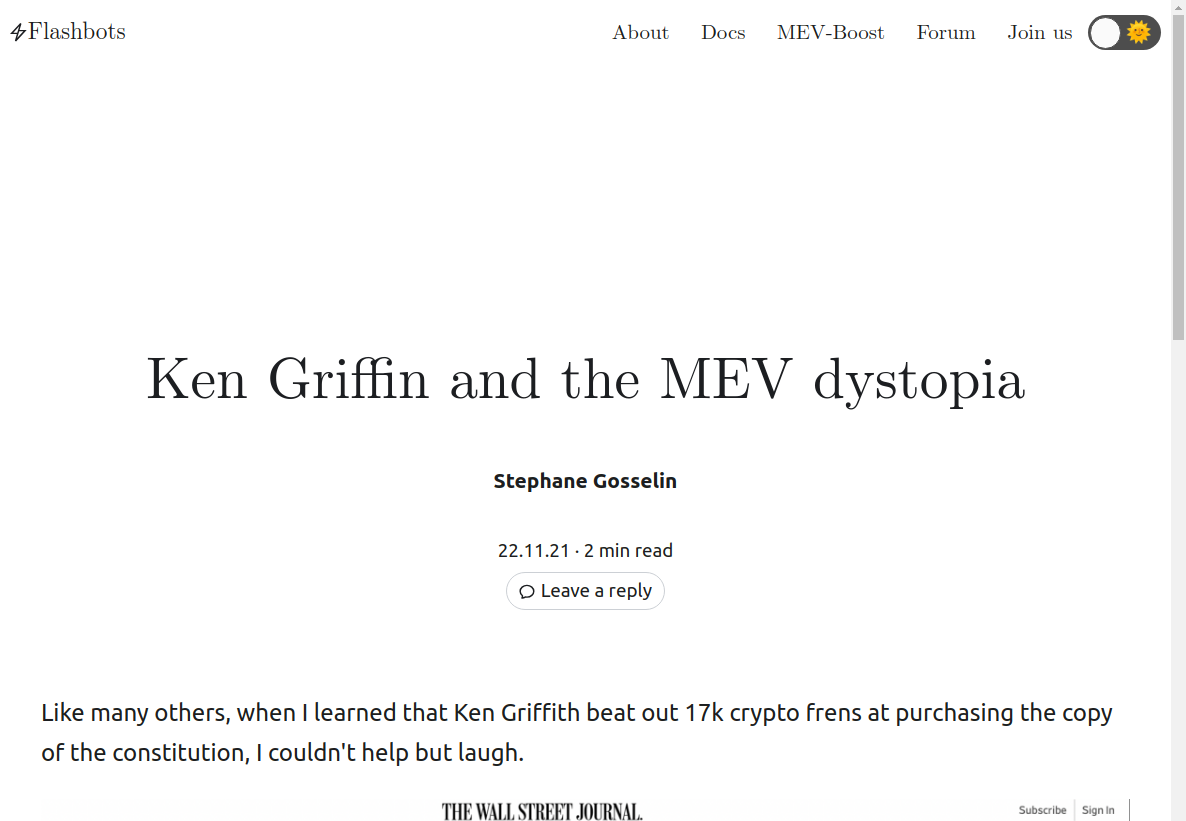 Flashbots
About
Docs
MEV-Boost
Forum
Join us
Ken Griffin and the MEV dystopia
Stephane Gosselin
22.11.21 · 2 min read
Leave a reply
Like many others, when I learned that Ken Griffith beat out 17k crypto frens at purchasing the copy
of the constitution, I couldn't help but laugh.
THE WALL STREET JOURNAL.
Subscribe
Sign In